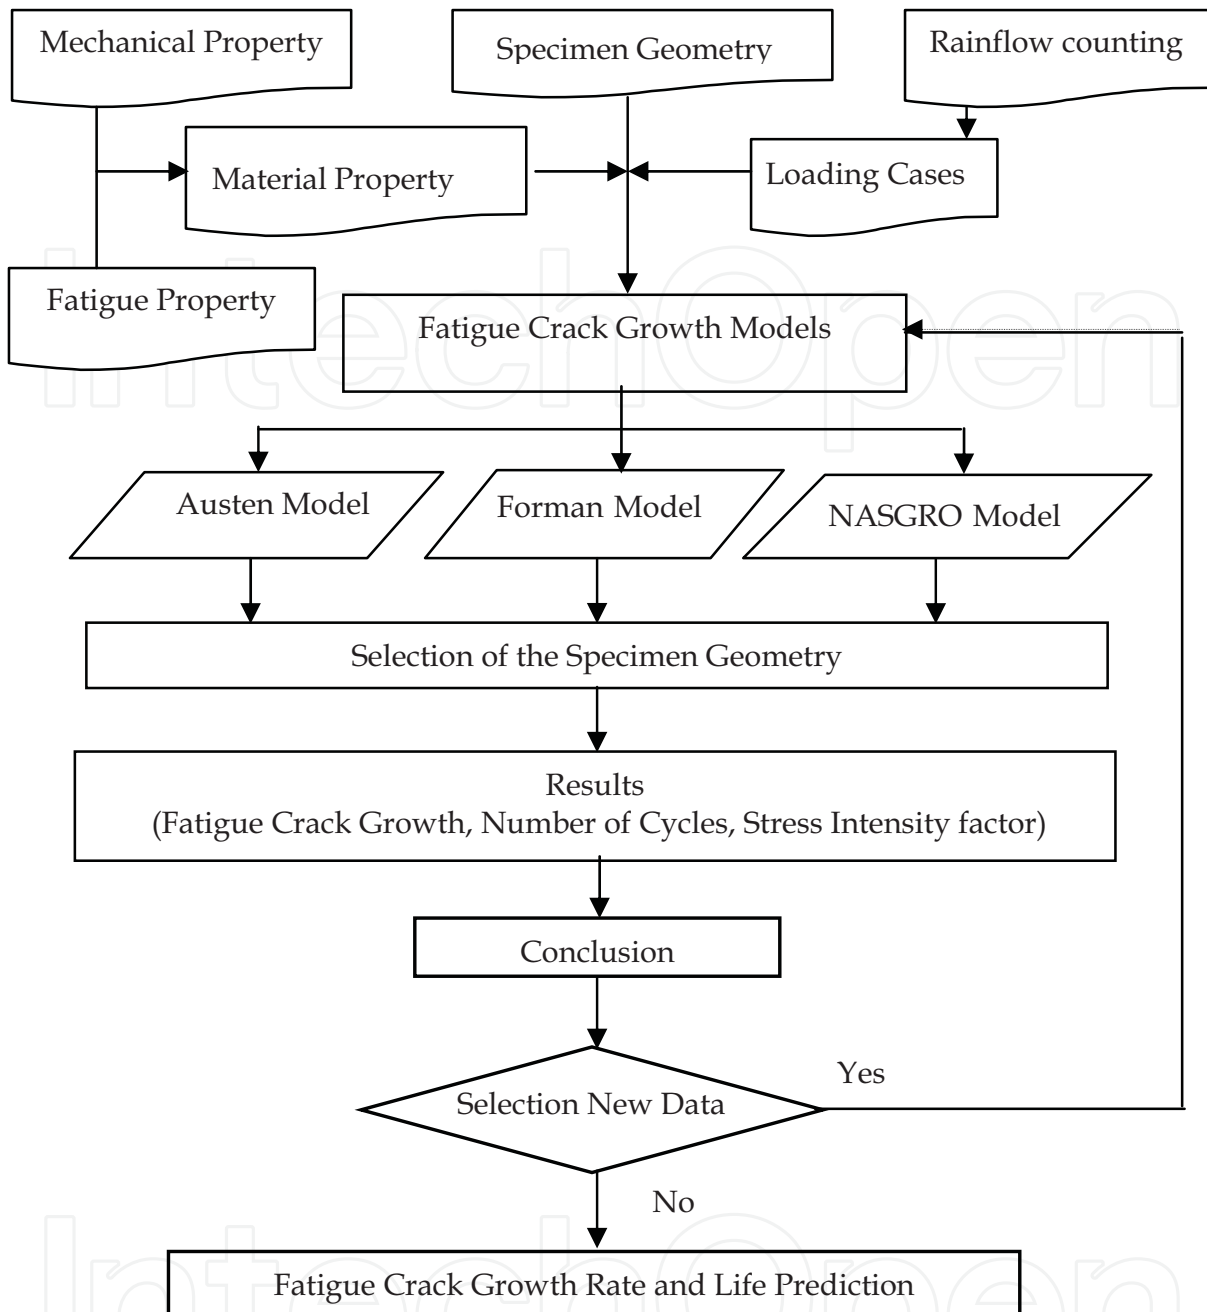 Mechanical Property
Specimen Geometry
Rainflow counting
Material Property
Loading Cases
Fatigue Property
Fatigue Crack Growth Models
Austen Model
Forman Model
NASGRO Model
Selection of the Specimen Geometry
Results
(Fatigue Crack Growth, Number of Cycles, Stress Intensity factor)
Conclusion
Selection New Data
Yes
No
Fatigue Crack Growth Rate and Life Prediction
IntechOpen
IntechOpen